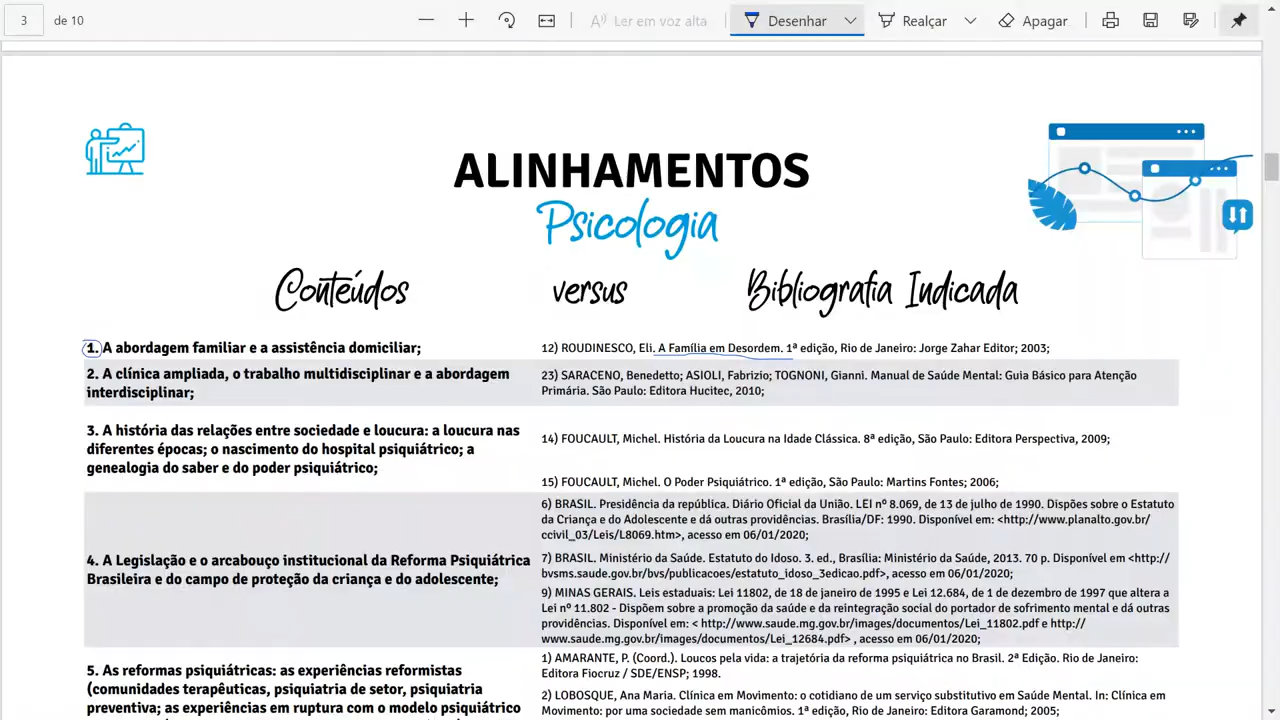 3 de 10 Ler em voz alta Desenhar Realçar Apagar
ALINHAMENTOS
Psicologia
Conteúdos versus Bibliografia Indicada
1. A abordagem familiar e a assistência domiciliar;
12) ROUDINESCO, Eli. A Família em Desordem. 1ª edição, Rio de Janeiro: Jorge Zahar Editor; 2003;
2. A clínica ampliada, o trabalho multidisciplinar e a abordagem
interdisciplinar;
23) SARACENO, Benedetto; ASIOLI, Fabrizio; TOGNONI, Gianni. Manual de Saúde Mental: Guia Básico para Atenção
Primária. São Paulo: Editora Hucitec, 2010;
3. A história das relações entre sociedade e loucura: a loucura nas
diferentes épocas; o nascimento do hospital psiquiátrico; a
genealogia do saber e do poder psiquiátrico;
14) FOUCAULT, Michel. História da Loucura na Idade Clássica. 8ª edição, São Paulo: Editora Perspectiva, 2009;
15) FOUCAULT, Michel. O Poder Psiquiátrico. 1ª edição, São Paulo: Martins Fontes; 2006;
4. A Legislação e o arcabouço institucional da Reforma Psiquiátrica
Brasileira e do campo de proteção da criança e do adolescente;
6) BRASIL. Presidência da república. Diário Oficial da União. LEI nº 8.069, de 13 de julho de 1990. Dispões sobre o Estatuto
da Criança e do Adolescente e dá outras providências. Brasília/DF: 1990. Disponível em: <http://www.planalto.gov.br/
ccivil_03/Leis/L8069.htm>, acesso em 06/01/2020;
7) BRASIL. Ministério da Saúde. Estatuto do Idoso. 3. ed., Brasília: Ministério da Saúde, 2013. 70 p. Disponível em <http://
bvsms.saude.gov.br/bvs/publicacoes/estatuto_idoso_3edicao.pdf>, acesso em 06/01/2020;
9) MINAS GERAIS. Leis estaduais: Lei 11802, de 18 de janeiro de 1995 e Lei 12.684, de 1 de dezembro de 1997 que altera a
Lei nº 11.802 - Dispõem sobre a promoção da saúde e da reintegração social do portador de sofrimento mental e dá outras
providências. Disponível em: < http://www.saude.mg.gov.br/images/documentos/Lei_11802.pdf e http://
www.saude.mg.gov.br/images/documentos/Lei_12684.pdf> , acesso em 06/01/2020;
5. As reformas psiquiátricas: as experiências reformistas
(comunidades terapêuticas, psiquiatria de setor, psiquiatria
preventiva; as experiências em ruptura com o modelo psiquiátrico
1) AMARANTE, P. (Coord.). Loucos pela vida: a trajetória da reforma psiquiátrica no Brasil. 2ª Edição. Rio de Janeiro:
Editora Fiocruz / SDE/ENSP; 1998.
2) LOBOSQUE, Ana Maria. Clínica em Movimento: o cotidiano de um serviço substitutivo em Saúde Mental. In: Clínica em
Movimento: por uma sociedade sem manicômios. 1ª edição, Rio de Janeiro: Editora Garamond; 2005;